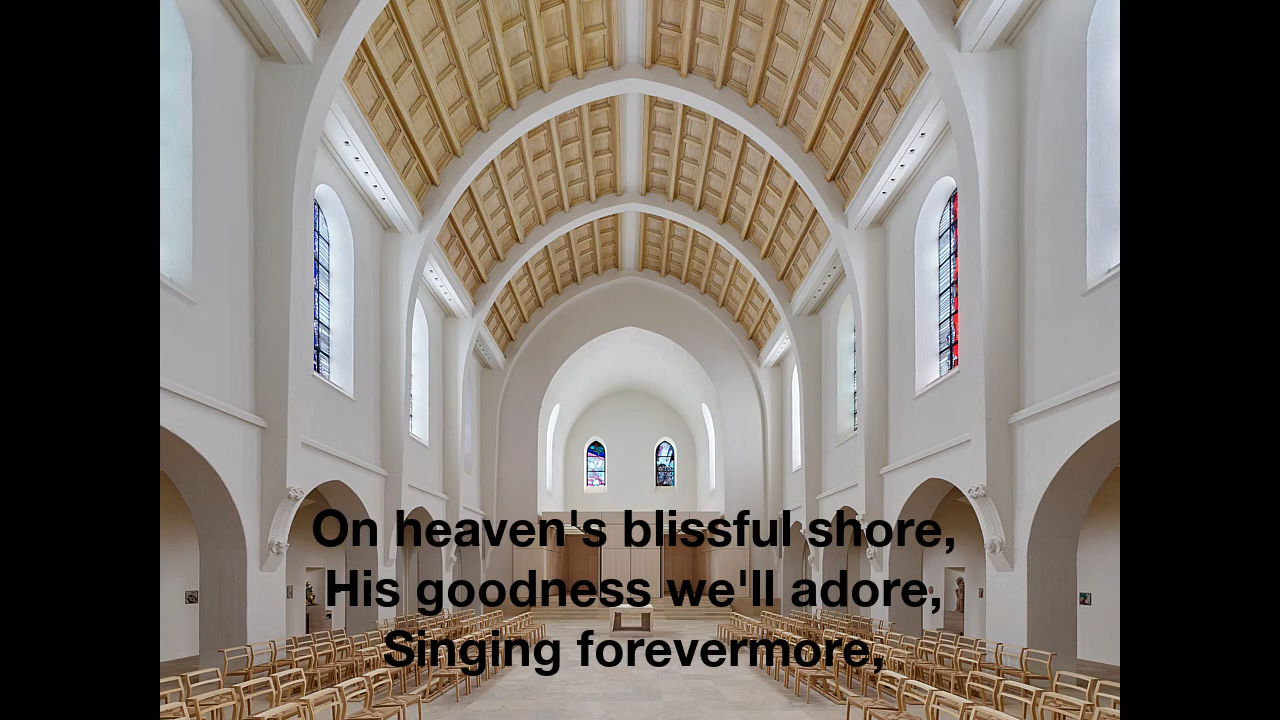 On heaven's blissful shore,
His goodness we'll adore,
Singing forevermore,